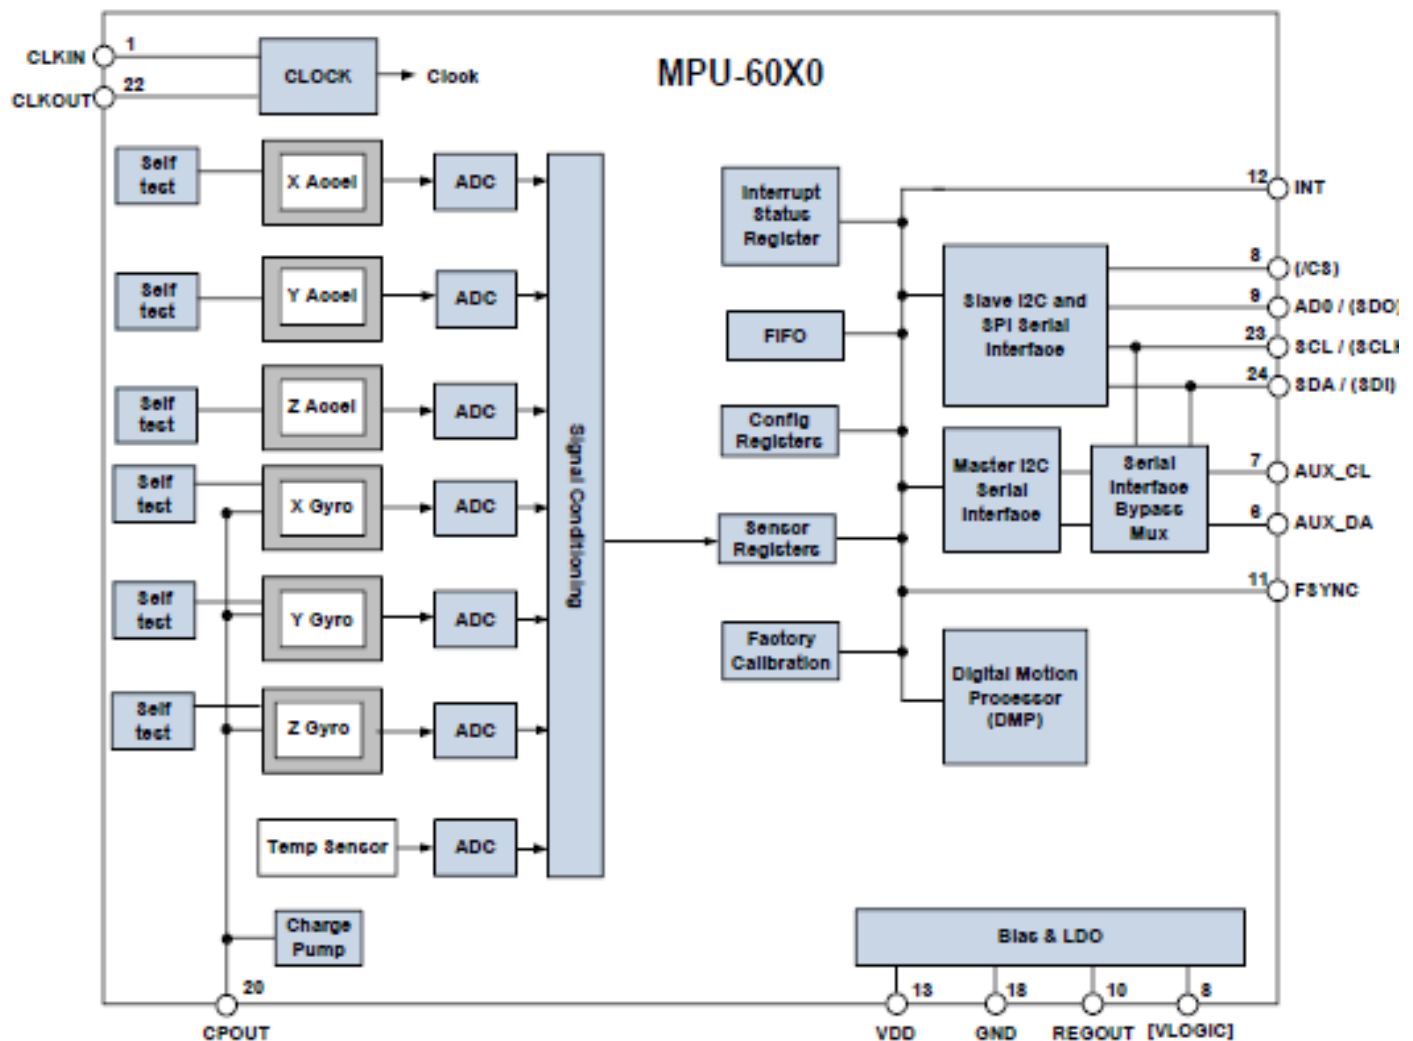 MPU-60X0
CLKIN
1
CLKOUT
22
CLOCK
Clock
Self
test
X Accel
ADC
Self
test
Y Accel
ADC
Self
test
Z Accel
ADC
Self
test
X Gyro
ADC
Self
test
Y Gyro
ADC
Self
test
Z Gyro
ADC
Temp Sensor
ADC
Charge
Pump
20
CPOUT
Signal Conditioning
Interrupt
Status
Register
FIFO
Config
Registers
Sensor
Registers
Factory
Calibration
Slave I2C and
SPI Serial
Interface
Master I2C
Serial
Interface
Serial
Interface
Bypass
Mux
Digital Motion
Processor
(DMP)
12
INT
8
(/CS)
9
AD0 / (SDO)
23
SCL / (SCLK
24
SDA / (SDI)
7
AUX_CL
6
AUX_DA
11
FSYNC
Bias & LDO
13
18
10
8
VDD
GND
REGOUT
[VLOGIC]